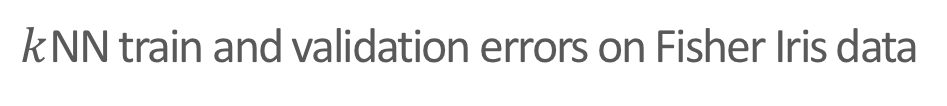 kNN train and validation errors on Fisher Iris data